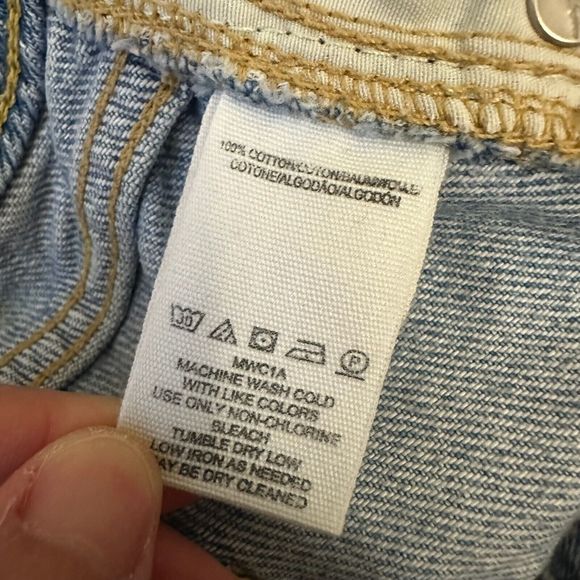 100% COTTON/COTON/BAUMWOLLE/
COTONE/ALGODÃO/ALGODÓN
30
P
MWC1A
MACHINE WASH COLD
WITH LIKE COLORS
USE ONLY NON-CHLORINE
BLEACH
TUMBLE DRY LOW
LOW IRON AS NEEDED
MAY BE DRY CLEANED